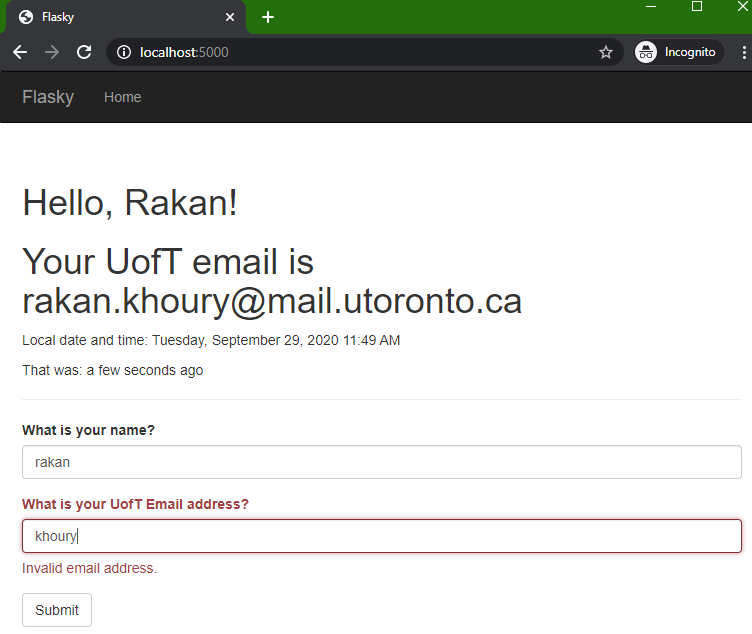 Flasky
localhost:5000
Incognito
Flasky Home
Hello, Rakan!
Your UofT email is
rakan.khoury@mail.utoronto.ca
Local date and time: Tuesday, September 29, 2020 11:49 AM
That was: a few seconds ago
What is your name?
rakan
What is your UofT Email address?
khoury
Invalid email address.
Submit